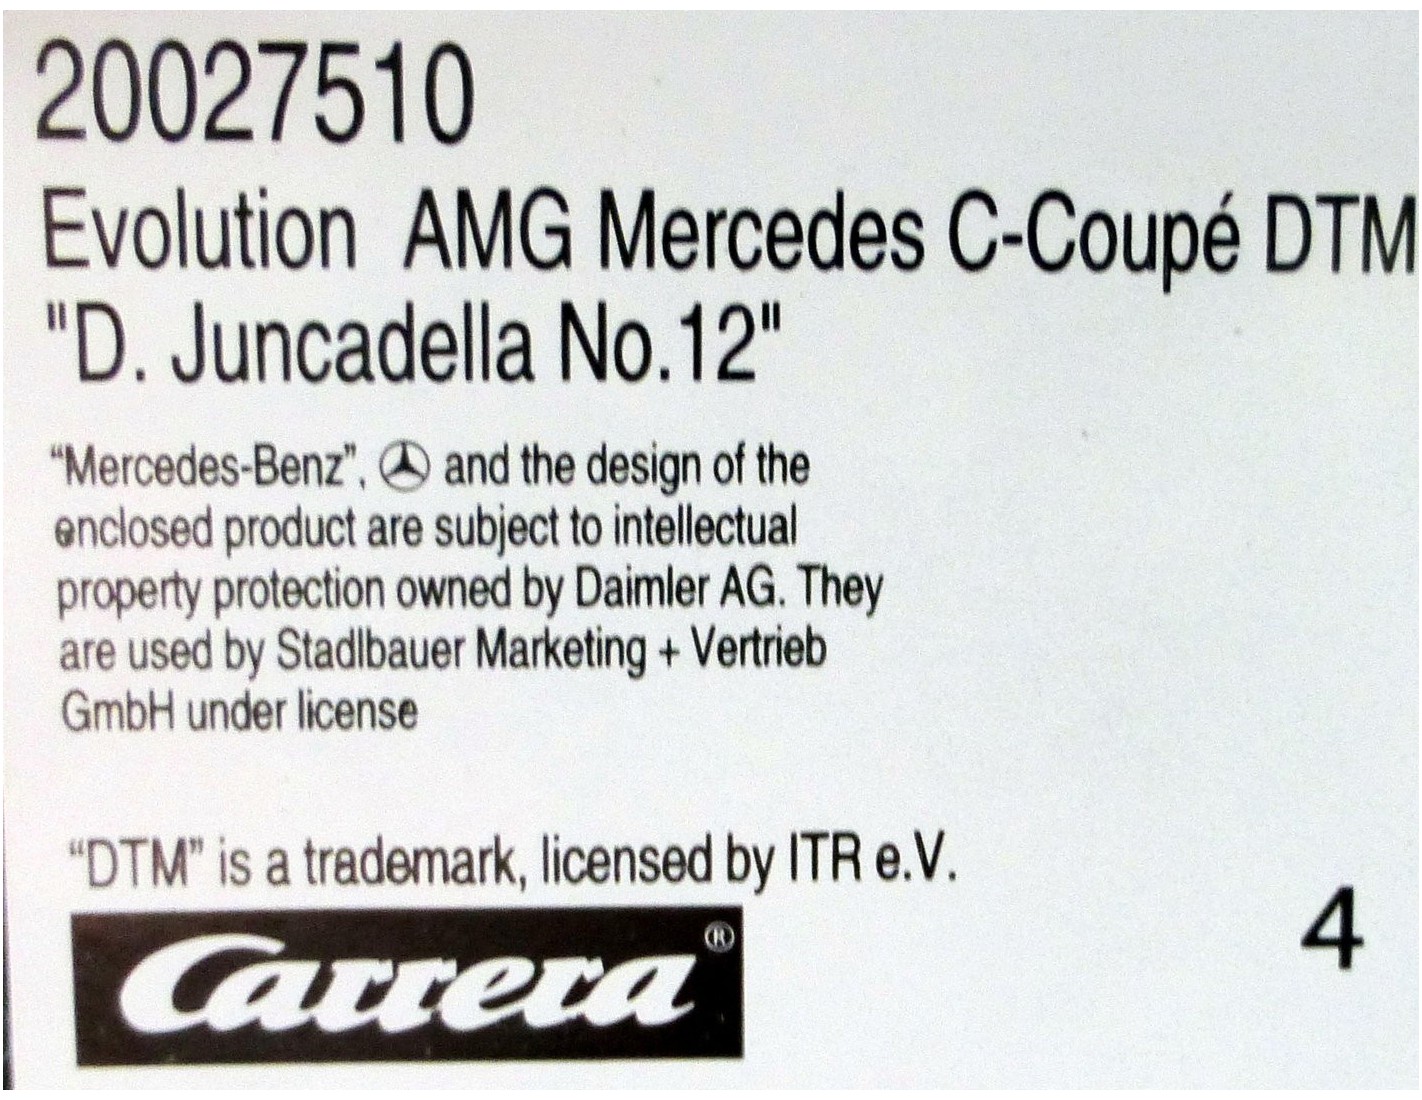 20027510
Evolution AMG Mercedes C-Coupé DTM
"D. Juncadella No.12"
“Mercedes-Benz”, and the design of the
enclosed product are subject to intellectual
property protection owned by Daimler AG. They
are used by Stadlbauer Marketing + Vertrieb
GmbH under license
“DTM” is a trademark, licensed by ITR e.V.
Carrera®
4